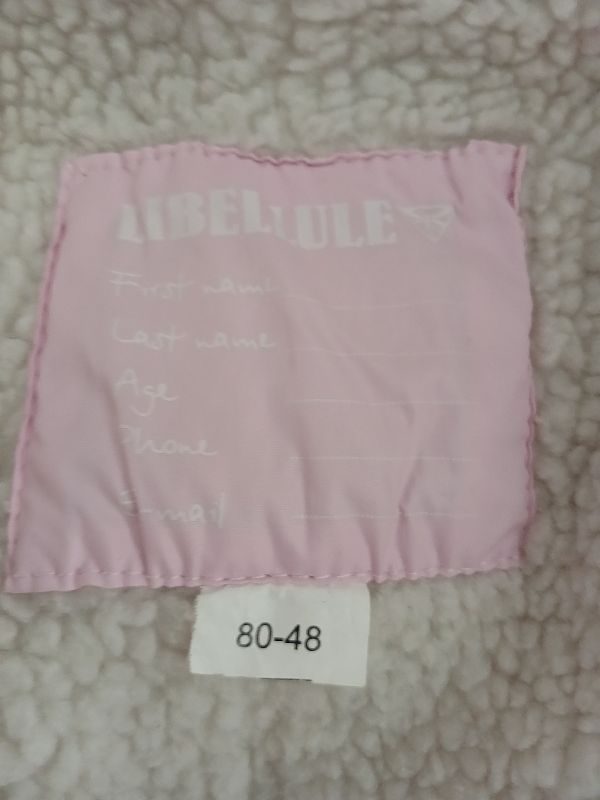 LIBELLULE
First name
Last name
Age
Phone
E-mail
80-48